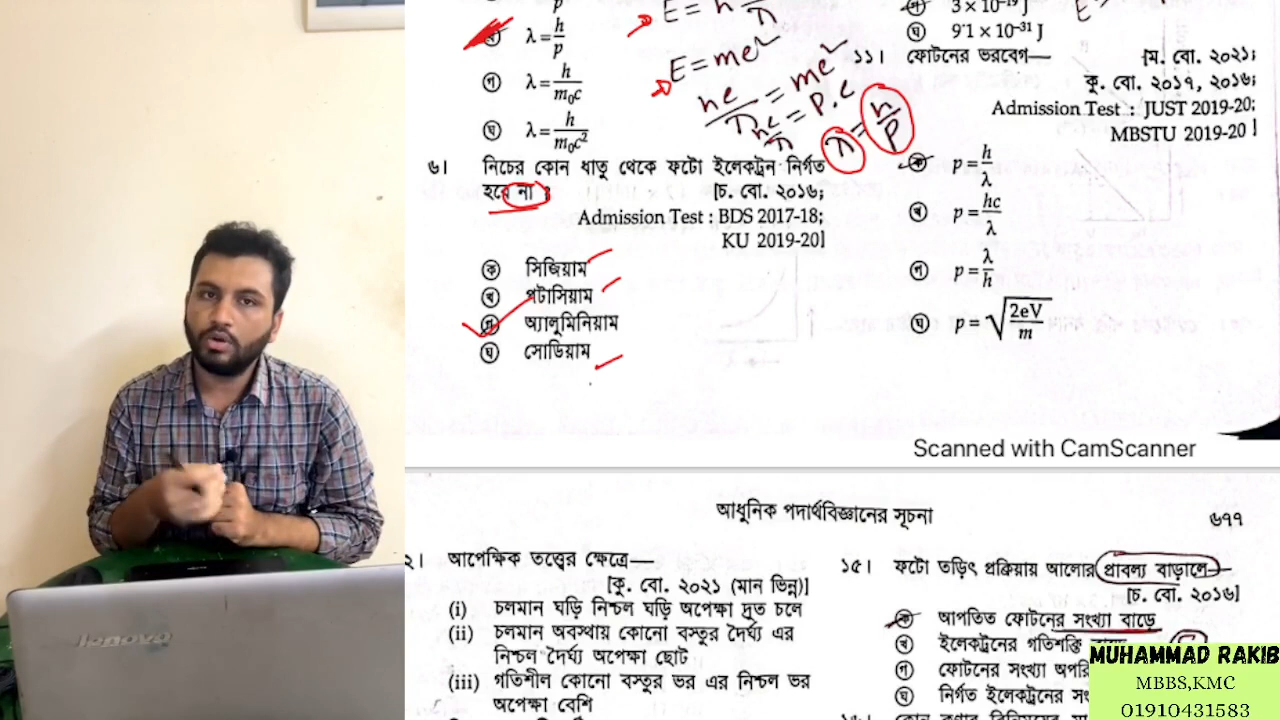 p
λ = h/p
গ λ = h/m₀c
ঘ λ = h/m₀c²
৬। নিচের কোন ধাতু থেকে ফটো ইলেকট্রন নির্গত
হবে না ?
[চ. বো. ২০১৬;
Admission Test : BDS 2017-18;
KU 2019-20]
ক সিজিয়াম
খ পটাসিয়াম
গ অ্যালুমিনিয়াম
ঘ সোডিয়াম
E = h
λ
E = mc²
hc/λ = mc²
hc/λ = P.c
λ = h/P
গ 3 × 10⁻¹⁹ J
ঘ 9·1 × 10⁻³¹ J
১১। ফোটনের ভরবেগ—
[ম. বো. ২০২১;
কু. বো. ২০১৭, ২০১৬;
Admission Test : JUST 2019-20;
MBSTU 2019-20]
ক p = h/λ
খ p = hc/λ
গ p = λ/h
ঘ p = √(2eV/m)
Scanned with CamScanner
আধুনিক পদার্থবিজ্ঞানের সূচনা
৬৭৭
২। আপেক্ষিক তত্ত্বের ক্ষেত্রে—
[কু. বো. ২০২১ (মান ভিন্ন)]
(i) চলমান ঘড়ি নিশ্চল ঘড়ি অপেক্ষা দ্রুত চলে
(ii) চলমান অবস্থায় কোনো বস্তুর দৈর্ঘ্য এর
নিশ্চল দৈর্ঘ্য অপেক্ষা ছোট
(iii) গতিশীল কোনো বস্তুর ভর এর নিশ্চল ভর
অপেক্ষা বেশি
১৫। ফটো তড়িৎ প্রক্রিয়ায় আলোর প্রাবল্য বাড়ালে—
[চ. বো. ২০১৬]
ক আপতিত ফোটনের সংখ্যা বাড়ে
খ ইলেকট্রনের গতিশক্তি
গ ফোটনের সংখ্যা
ঘ নির্গত ইলেকট্রনের
MUHAMMAD RAKIB
MBBS,KMC
01910431583